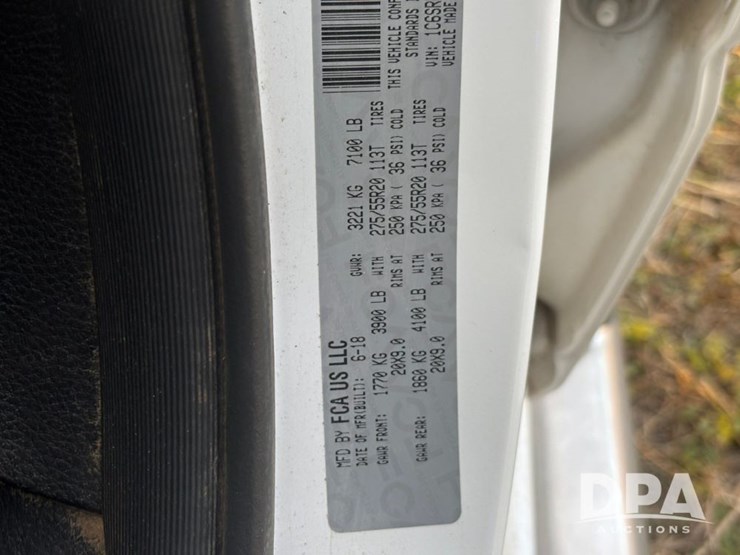 MFD BY FCA US LLC
DATE OF MFR(BUILT): 6-18 GVWR: 3221 KG 7100 LB
GAWR FRONT: 1770 KG 3900 LB WITH 275/55R20 113T TIRES
20X9.0 RIMS AT 250 KPA ( 36 PSI) COLD
GAWR REAR: 1860 KG 4100 LB WITH 275/55R20 113T TIRES
20X9.0 RIMS AT 250 KPA ( 36 PSI) COLD
THIS VEHICLE CONF
STANDARDS
VIN: 1C6SR
VEHICLE MADE
DPA
AUCTIONS